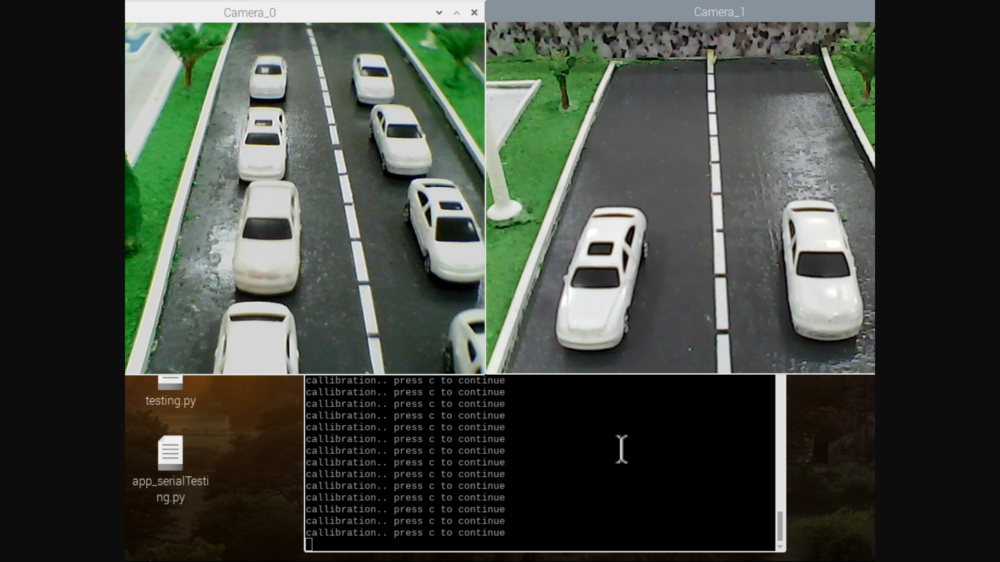 Camera_0
Camera_1
testing.py
app_serialTesti
ng.py
callibration.. press c to continue
callibration.. press c to continue
callibration.. press c to continue
callibration.. press c to continue
callibration.. press c to continue
callibration.. press c to continue
callibration.. press c to continue
callibration.. press c to continue
callibration.. press c to continue
callibration.. press c to continue
callibration.. press c to continue
callibration.. press c to continue
callibration.. press c to continue
callibration.. press c to continue